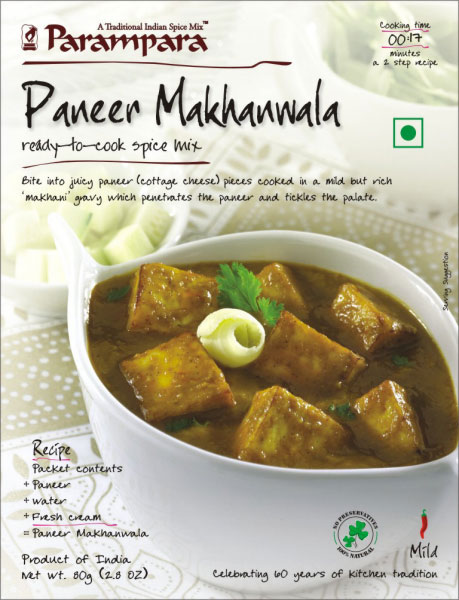 A Traditional Indian Spice Mix™
Parampara
Cooking time
00:17
minutes
a 2 step recipe
Paneer Makhanwala
ready-to-cook spice mix
Bite into juicy paneer (cottage cheese) pieces cooked in a mild but rich
'makhani' gravy which penetrates the paneer and tickles the palate.
Serving Suggestion
Recipe
Packet contents
+ Paneer
+ Water
+ Fresh cream
= Paneer Makhanwala
Product of India
Net wt. 80g (2.8 OZ)
NO PRESERVATIVES
100% NATURAL
Mild
Celebrating 60 years of kitchen tradition